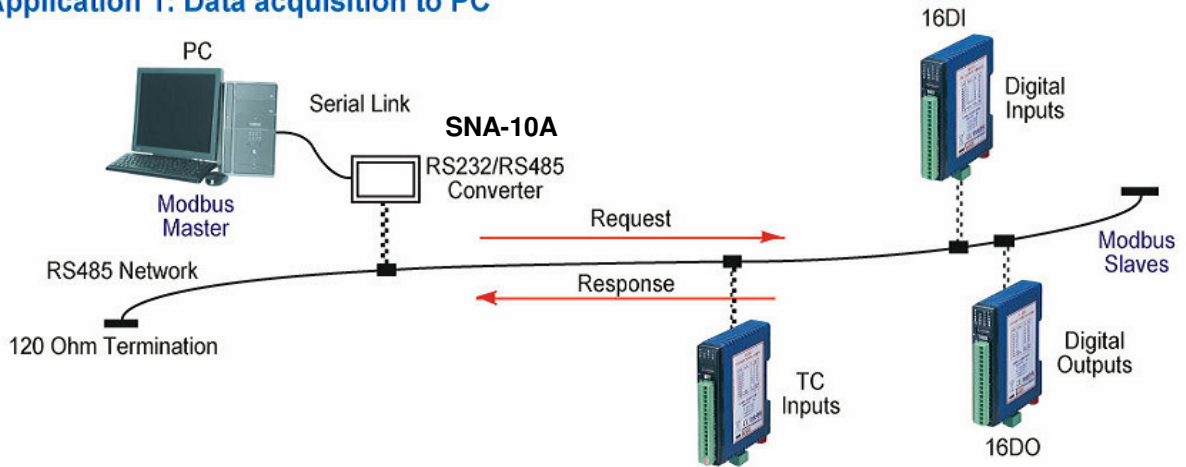 Application 1: Data acquisition to PC
PC
Serial Link
SNA-10A
RS232/RS485
Converter
Modbus
Master
16DI
Digital
Inputs
Request
Response
RS485 Network
120 Ohm Termination
Modbus
Slaves
TC
Inputs
Digital
Outputs
16DO